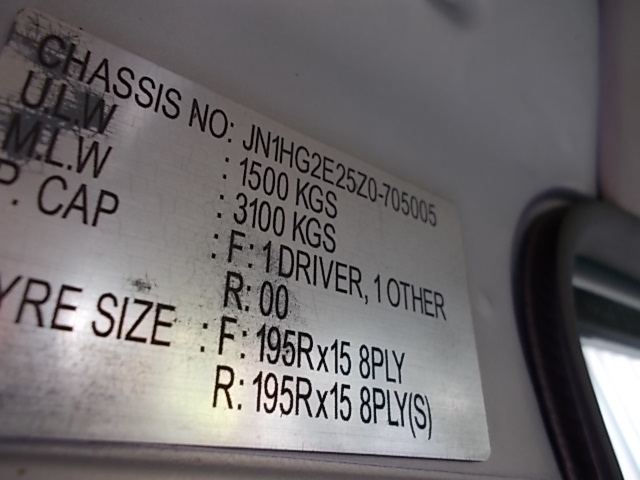 CHASSIS NO: JN1HG2E25Z0-705005
U.L.W : 1500 KGS
M.L.W : 3100 KGS
P. CAP : F: 1 DRIVER, 1 OTHER
R: 00
YRE SIZE : F: 195Rx15 8PLY
R: 195Rx15 8PLY(S)